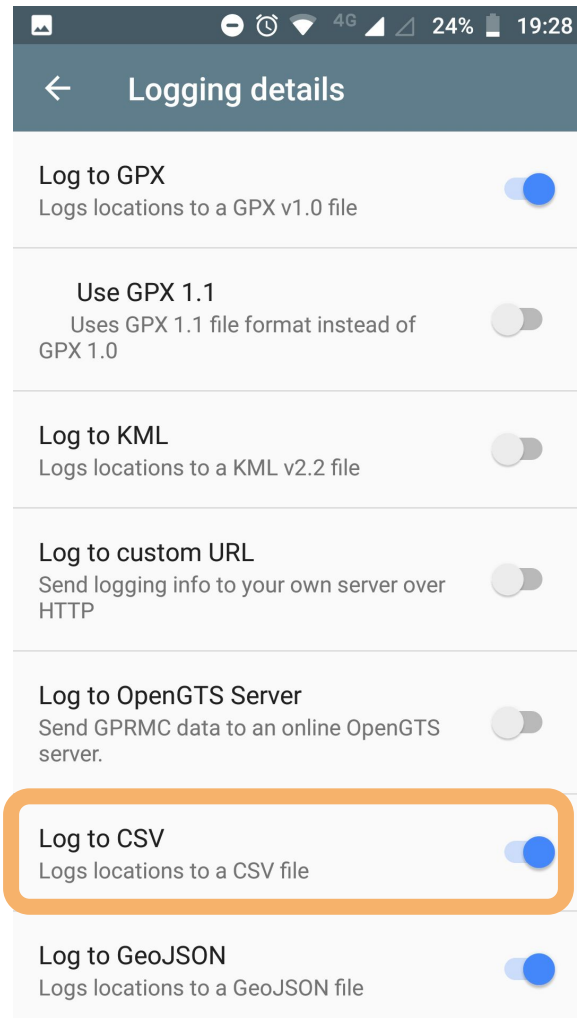 4G 24% 19:28
Logging details
Log to GPX
Logs locations to a GPX v1.0 file
Use GPX 1.1
Uses GPX 1.1 file format instead of
GPX 1.0
Log to KML
Logs locations to a KML v2.2 file
Log to custom URL
Send logging info to your own server over
HTTP
Log to OpenGTS Server
Send GPRMC data to an online OpenGTS
server.
Log to CSV
Logs locations to a CSV file
Log to GeoJSON
Logs locations to a GeoJSON file